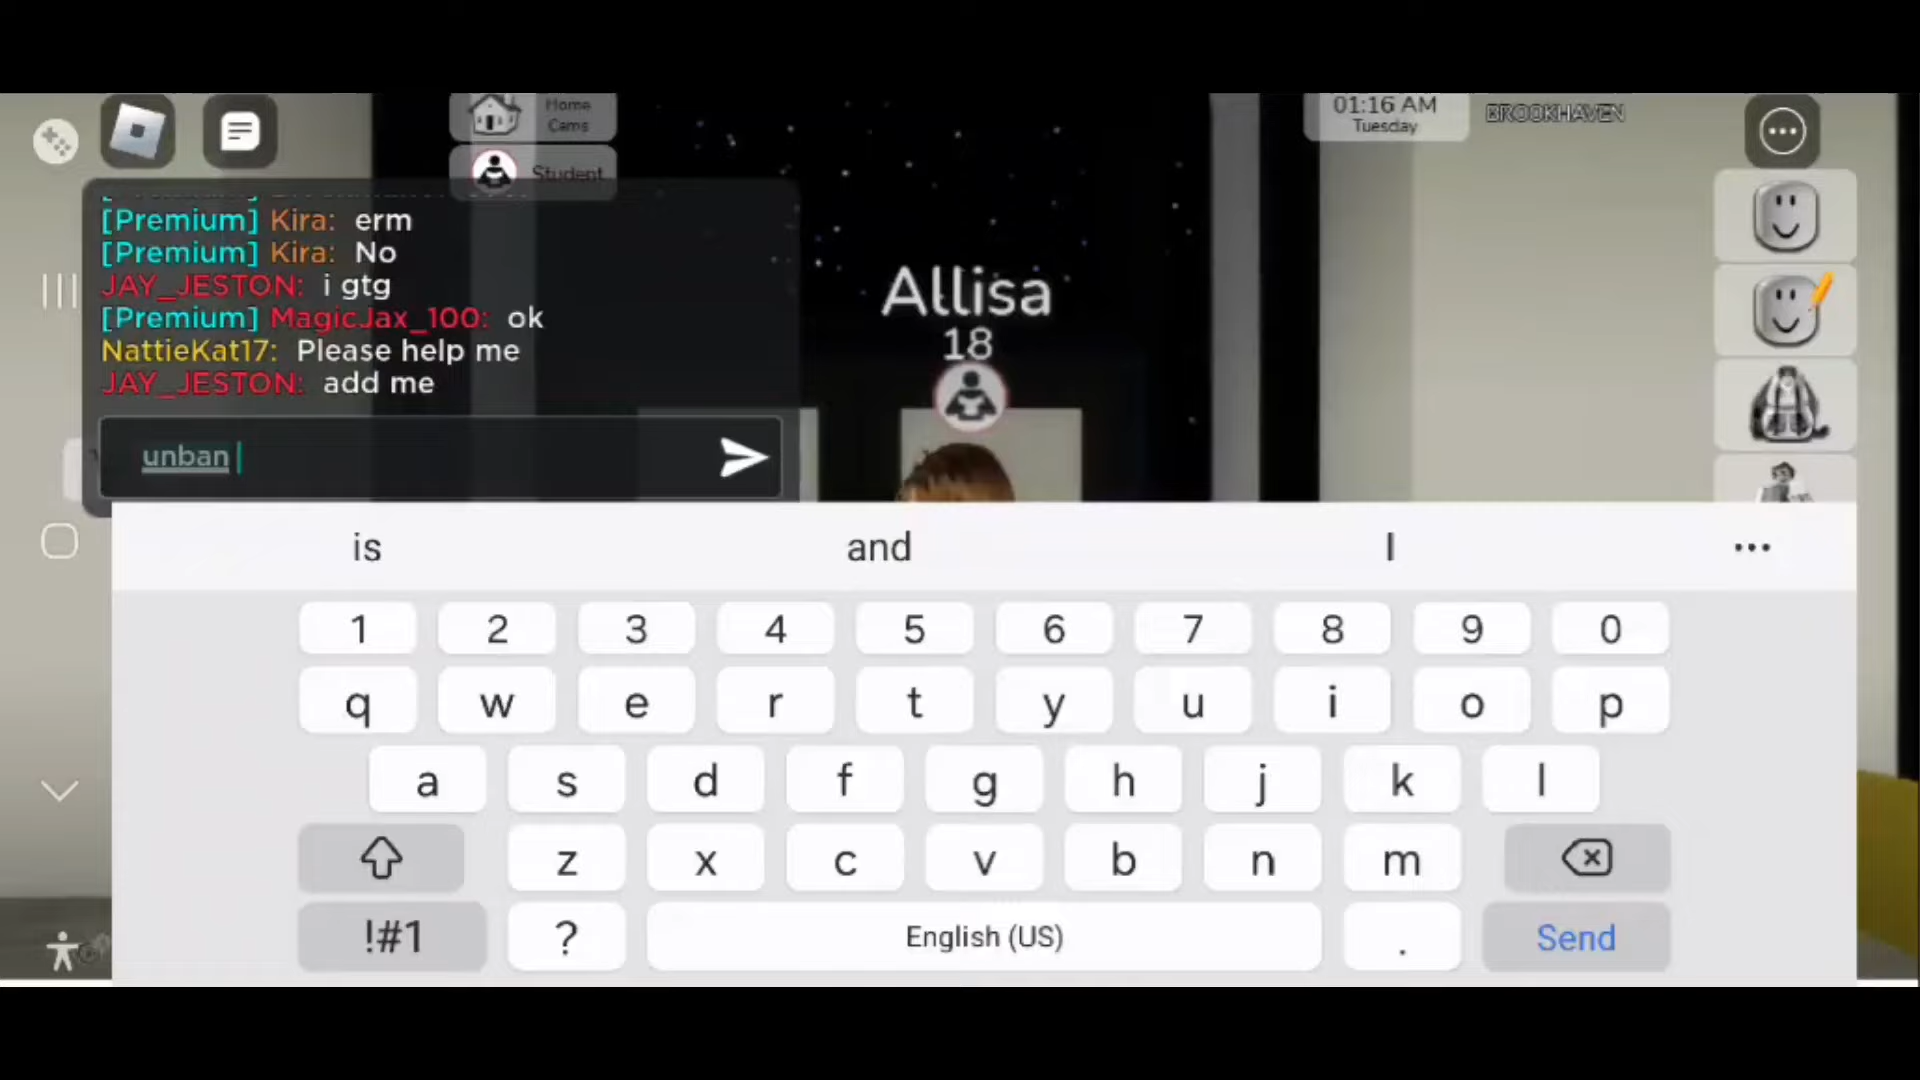 Home
Cams
Student
01:16 AM
Tuesday
BROOKHAVEN
[Premium] Kira: erm
[Premium] Kira: No
JAY_JESTON: i gtg
[Premium] MagicJax_100: ok
NattieKat17: Please help me
JAY_JESTON: add me
Allisa
18
unban
is and I
1 2 3 4 5 6 7 8 9 0
q w e r t y u i o p
a s d f g h j k l
z x c v b n m
!#1 ? English (US) . Send